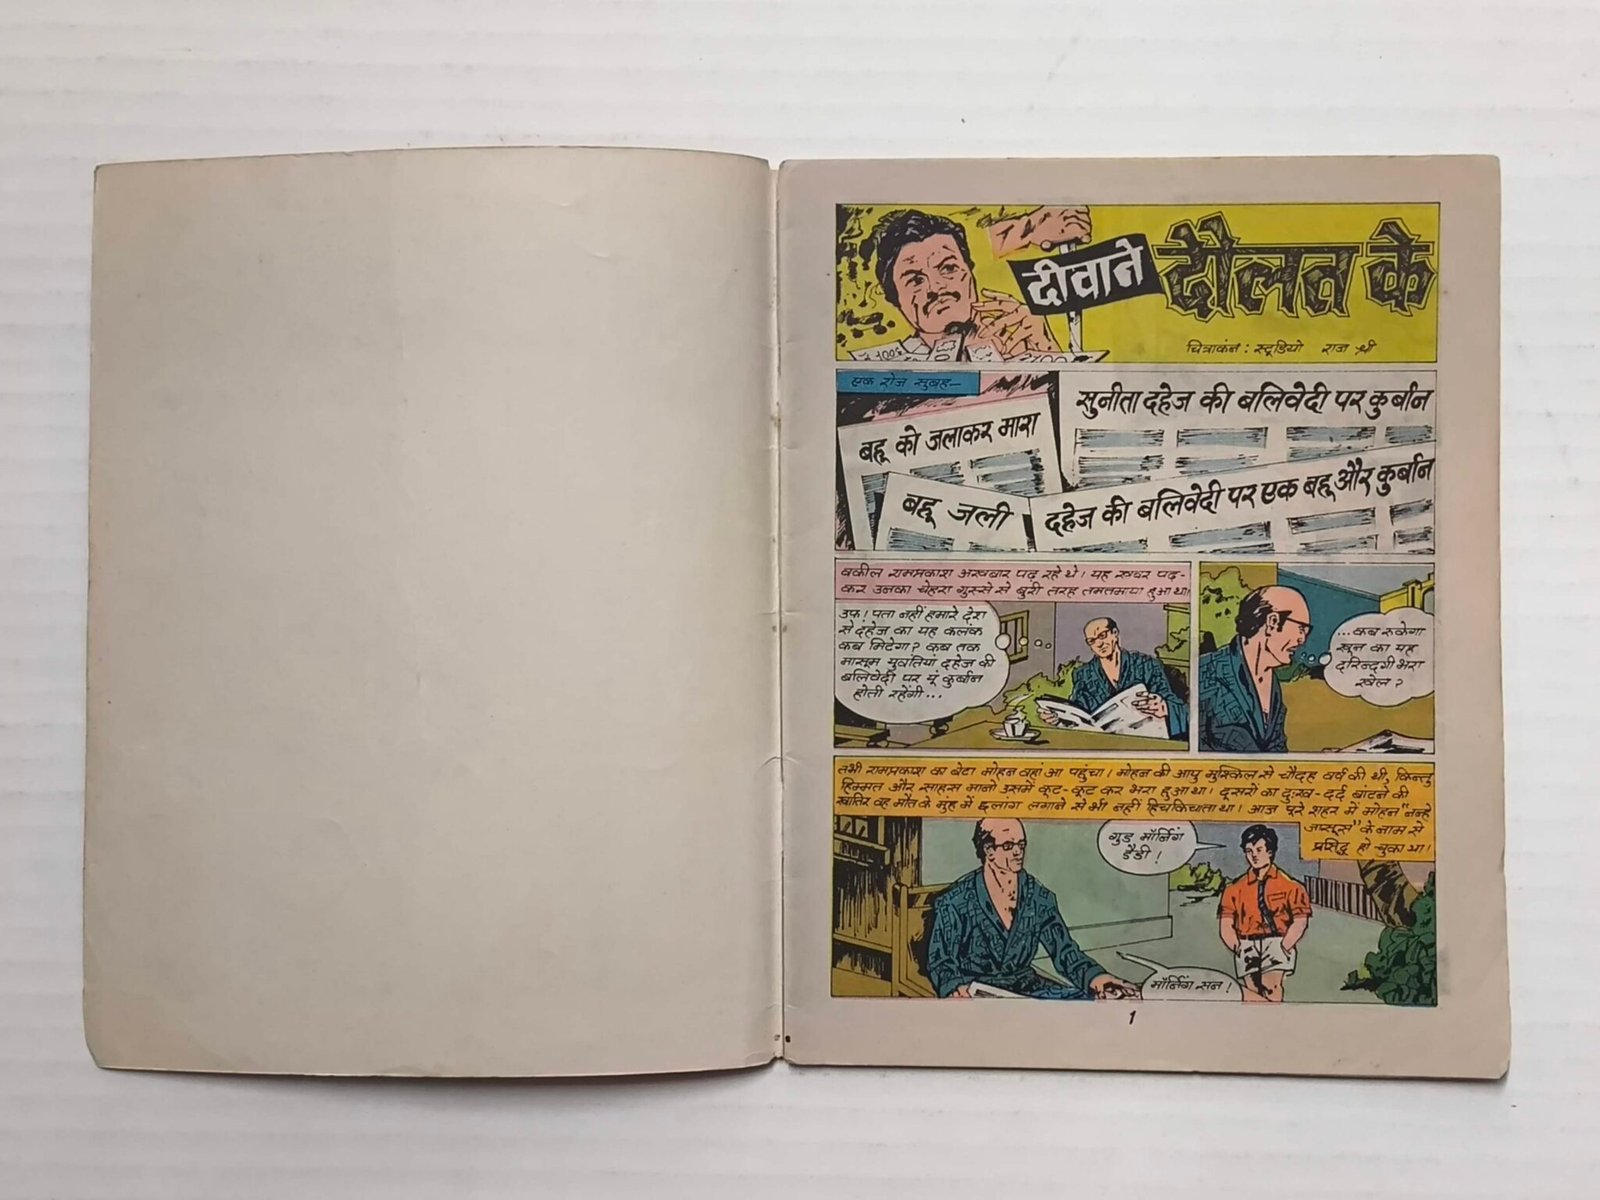 दीवाने
दौलत के
चित्राकंन : स्टूडियो राज श्री
एक रोज सुबह—
सुनीता दहेज की बलिवेदी पर कुर्बान
बहू को जलाकर मारा
बहू जली
दहेज की बलिवेदी पर एक बहू और कुर्बान
वकील रामप्रकाश अखबार पढ़ रहे थे। यह खबर पढ़-
कर उनका चेहरा गुस्से से बुरी तरह तमतमाया हुआ था।
उफ! पता नहीं हमारे देश
से दहेज का यह कलंक
कब मिटेगा? कब तक
मासूम युवतियां दहेज की
बलिवेदी पर यूं कुर्बान
होती रहेंगी...
...कब रुकेगा
खून का यह
दरिन्दगी भरा
खेल?
तभी रामप्रकाश का बेटा मोहन वहां आ पहुंचा। मोहन की आयु मुश्किल से चौदह वर्ष की थी, किन्तु
हिम्मत और साहस मानो उसमें कूट-कूट कर भरा हुआ था। दूसरों का दुःख-दर्द बांटने की
खातिर वह मौत के मुंह में छलांग लगाने से भी नहीं हिचकिचाता था। आज पूरे शहर में मोहन "नन्हे
जासूस" के नाम से
प्रसिद्ध हो चुका था।
गुड मॉर्निंग
डैडी!
मॉर्निंग सन!
1